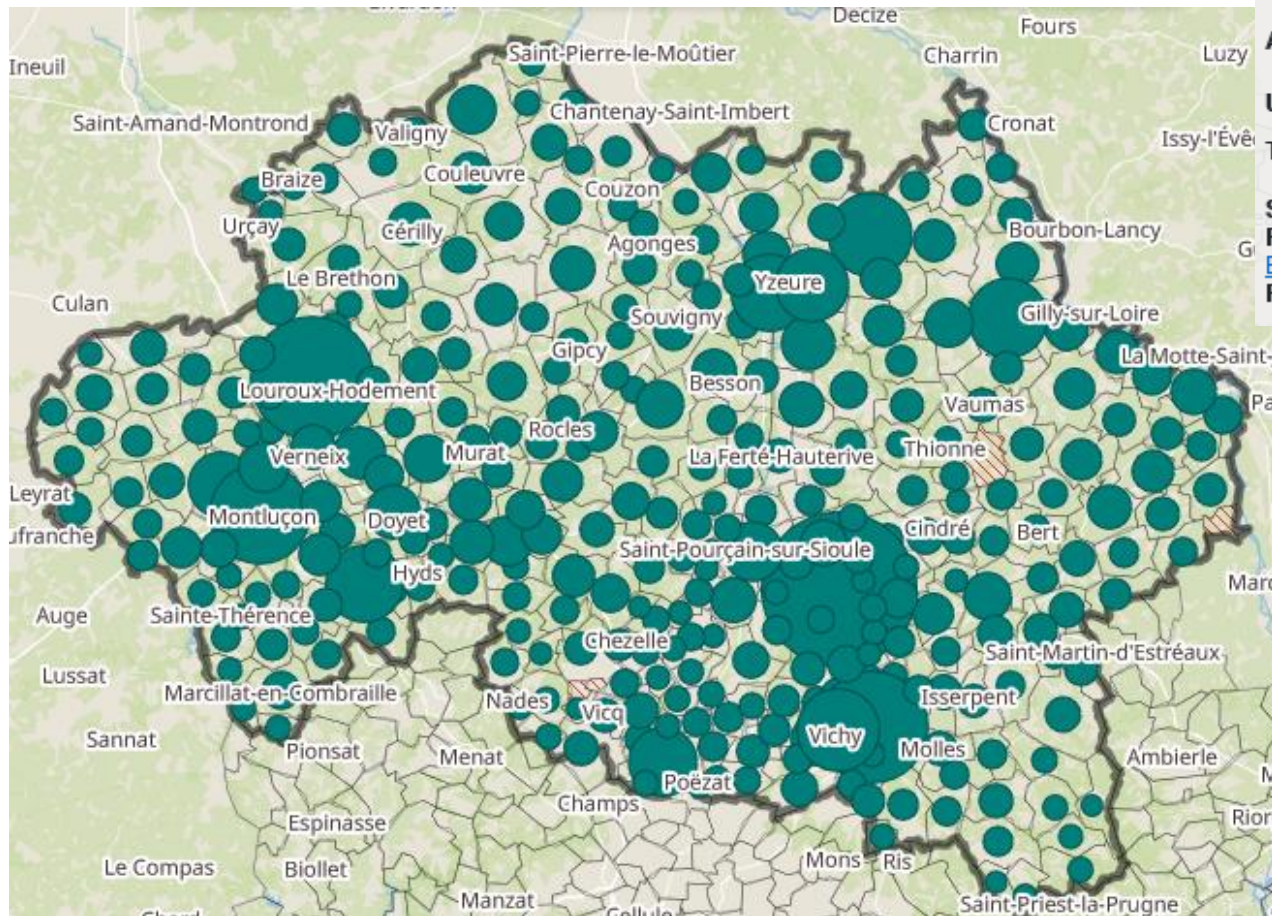 Decize
Fours
Saint-Pierre-le-Moûtier
Charrin
Luzy
Ineuil
Chantenay-Saint-Imbert
Saint-Amand-Montrond
Valigny
Cronat
Braize
Couleuvre
Couzon
Urçay
Cérilly
Agonges
Bourbon-Lancy
Le Brethon
Yzeure
Culan
Souvigny
Gilly-sur-Loire
Gipcy
La Motte-Saint-
Louroux-Hodement
Besson
Vaumas
Pa
Rocles
Verneix
Murat
La Ferté-Hauterive
Thionne
Leyrat
Montluçon
Doyet
Cindré
Bert
ufranche
Saint-Pourçain-sur-Sioule
Hyds
Marc
Auge
Sainte-Thérence
Chezelle
Saint-Martin-d'Estréaux
Lussat
Marcillat-en-Combraille
Nades
Vicq
Isserpent
Sannat
Pionsat
Menat
Vichy
Molles
Ambierle
Poëzat
Champs
Espinasse
Rior
Le Compas
Biollet
Mons
Ris
Manzat
Saint-Priest-la-Prugne